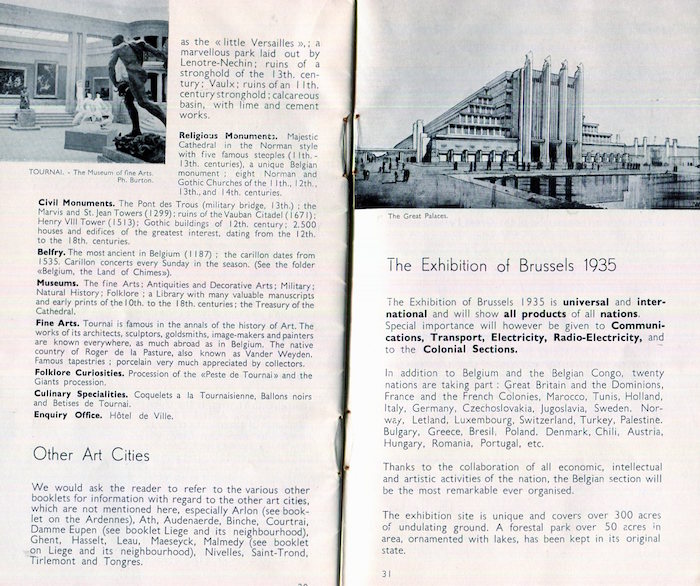 as the « little Versailles », ; a
marvellous park laid out by
Lenotre-Nechin ; ruins of a
stronghold of the 13th. cen-
tury ; Vaulx ; ruins of an 11th.
century stronghold ; calcareous
basin, with lime and cement
works.
TOURNAI. - The Museum of fine Arts.
Ph. Burton.
Religious Monuments. Majestic
Cathedral in the Norman style
with five famous steeples (11th. -
13th. centuries), a unique Belgian
monument ; eight Norman and
Gothic Churches of the 11th., 12th.,
13th., and 14th. centuries.
Civil Monuments. The Pont des Trous (military bridge, 13th.) ; the
Marvis and St. Jean Towers (1299) ; ruins of the Vauban Citadel (1671) ;
Henry VIII Tower (1513) ; Gothic buildings of 12th. century ; 2.500
houses and edifices of the greatest interest, dating from the 12th.
to the 18th. centuries.
Belfry. The most ancient in Belgium (1187) ; the carillon dates from
1535. Carillon concerts every Sunday in the season. (See the folder
«Belgium, the Land of Chimes»).
Museums. The fine Arts ; Antiquities and Decorative Arts ; Military ;
Natural History ; Folklore ; a Library with many valuable manuscripts
and early prints of the 10th. to the 18th. centuries ; the Treasury of the
Cathedral.
Fine Arts. Tournai is famous in the annals of the history of Art. The
works of its architects, sculptors, goldsmiths, image-makers and painters
are known everywhere, as much abroad as in Belgium. The native
country of Roger de la Pasture, also known as Vander Weyden.
Famous tapestries ; porcelain very much appreciated by collectors.
Folklore Curiosities. Procession of the «Peste de Tournai» and the
Giants procession.
Culinary Specialities. Coquelets a la Tournaisienne, Ballons noirs
and Betises de Tournai.
Enquiry Office. Hôtel de Ville.
Other Art Cities
We would ask the reader to refer to the various other
booklets for information with regard to the other art cities,
which are not mentioned here, especially Arlon (see book-
let on the Ardennes), Ath, Audenaerde, Binche, Courtrai,
Damme Eupen (see booklet Liege and its neighbourhood),
Ghent, Hasselt, Leau, Maeseyck, Malmedy (see booklet
on Liege and its neighbourhood), Nivelles, Saint-Trond,
Tirlemont and Tongres.
The Great Palaces.
The Exhibition of Brussels 1935
The Exhibition of Brussels 1935 is universal and inter-
national and will show all products of all nations.
Special importance will however be given to Communi-
cations, Transport, Electricity, Radio-Electricity, and
to the Colonial Sections.
In addition to Belgium and the Belgian Congo, twenty
nations are taking part : Great Britain and the Dominions,
France and the French Colonies, Marocco, Tunis, Holland,
Italy, Germany, Czechoslovakia, Jugoslavia, Sweden. Nor-
way, Letland, Luxembourg, Switzerland, Turkey, Palestine.
Bulgary, Greece, Bresil, Poland. Denmark, Chili, Austria,
Hungary, Romania, Portugal, etc.
Thanks to the collaboration of all economic, intellectual
and artistic activities of the nation, the Belgian section will
be the most remarkable ever organised.
The exhibition site is unique and covers over 300 acres
of undulating ground. A forestal park over 50 acres in
area, ornamented with lakes, has been kept in its original
state.
31